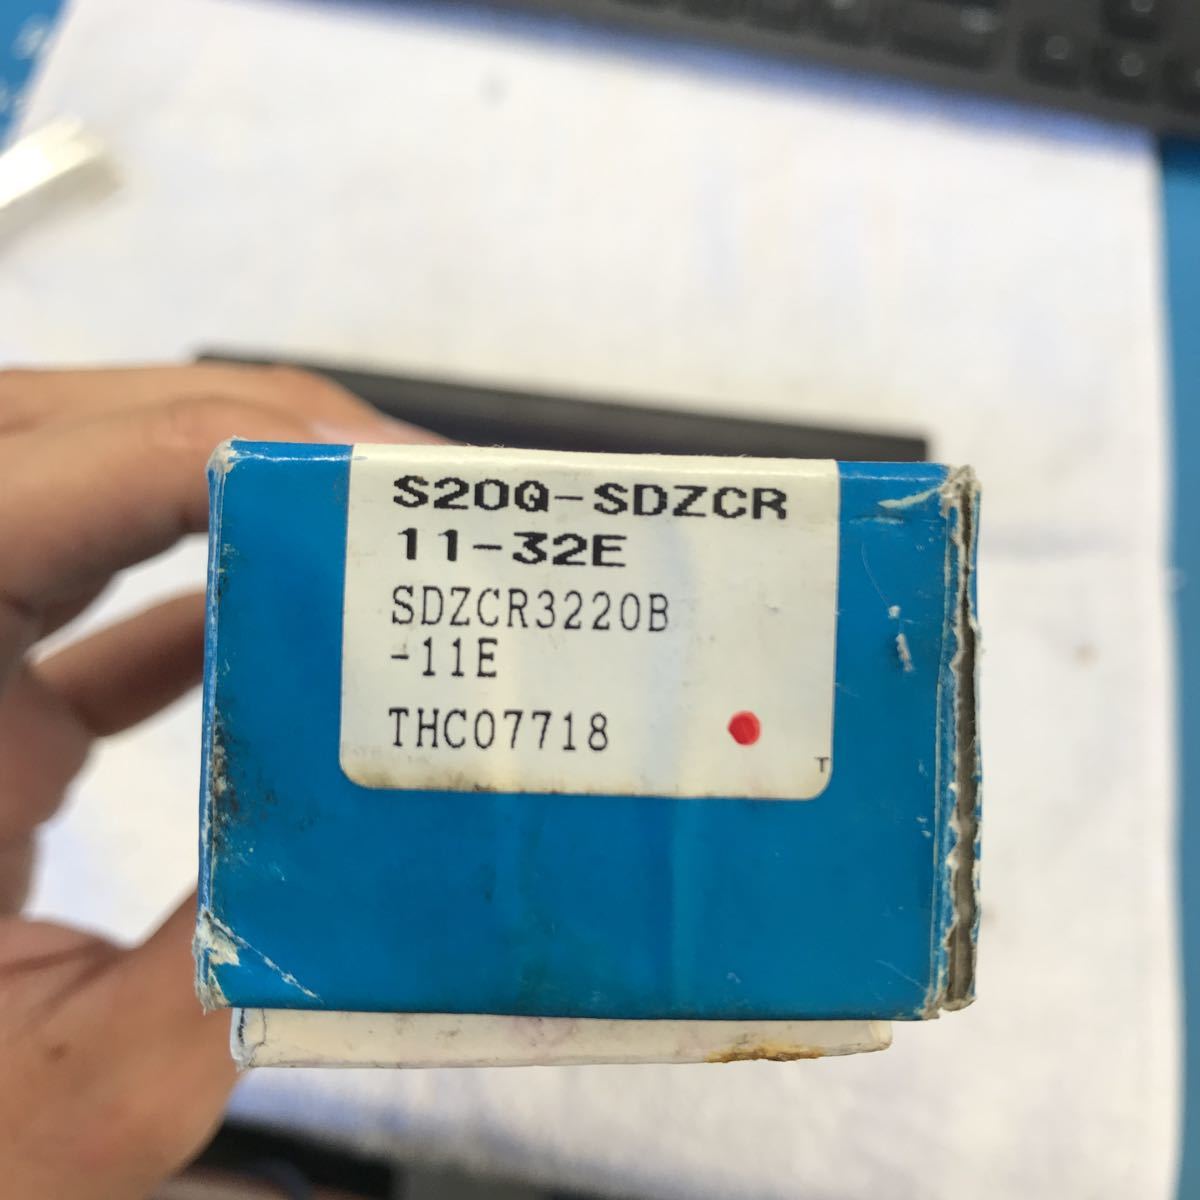 S20Q-SDZCR
11-32E
SDZCR3220B
-11E
THC07718
T